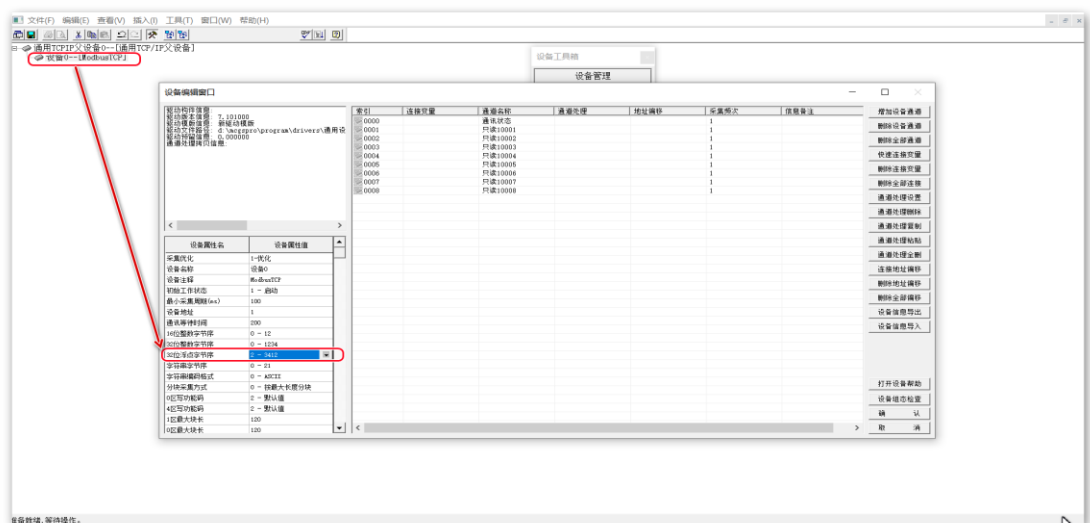 文件(F) 编辑(E) 查看(V) 插入(I) 工具(T) 窗口(W) 帮助(H)
通用TCPIP父设备0--[通用TCP/IP父设备]
设备0--[ModbusTCP]
设备工具箱
设备管理
设备编辑窗口
驱动构件信息:
驱动版本信息: 7.101000
驱动模版信息: 新驱动模版
驱动文件路径: d:\mcgspro\program\drivers\通用设
驱动预留信息: 0.000000
通道处理拷贝信息:
索引 连接变量 通道名称 通道处理 地址偏移 采集频次 信息备注
0000 通讯状态 1
0001 只读10001 1
0002 只读10002 1
0003 只读10003 1
0004 只读10004 1
0005 只读10005 1
0006 只读10006 1
0007 只读10007 1
0008 只读10008 1
设备属性名 设备属性值
采集优化 1-优化
设备名称 设备0
设备注释 ModbusTCP
初始工作状态 1 - 启动
最小采集周期(ms) 100
设备地址 1
通讯等待时间 200
16位整数字节序 0 - 12
32位整数字节序 0 - 1234
32位浮点字节序 2 - 3412
字符串字节序 0 - 21
字符串编码格式 0 - ASCII
分块采集方式 0 - 按最大长度分块
0区写功能码 2 - 默认值
4区写功能码 2 - 默认值
1区最大块长 120
0区最大块长 120
增加设备通道
删除设备通道
删除全部通道
快速连接变量
删除连接变量
删除全部连接
通道处理设置
通道处理删除
通道处理复制
通道处理粘贴
通道处理全删
连接地址偏移
删除地址偏移
删除全部偏移
设备信息导出
设备信息导入
打开设备帮助
设备组态检查
确 认
取 消
准备就绪,等待操作。